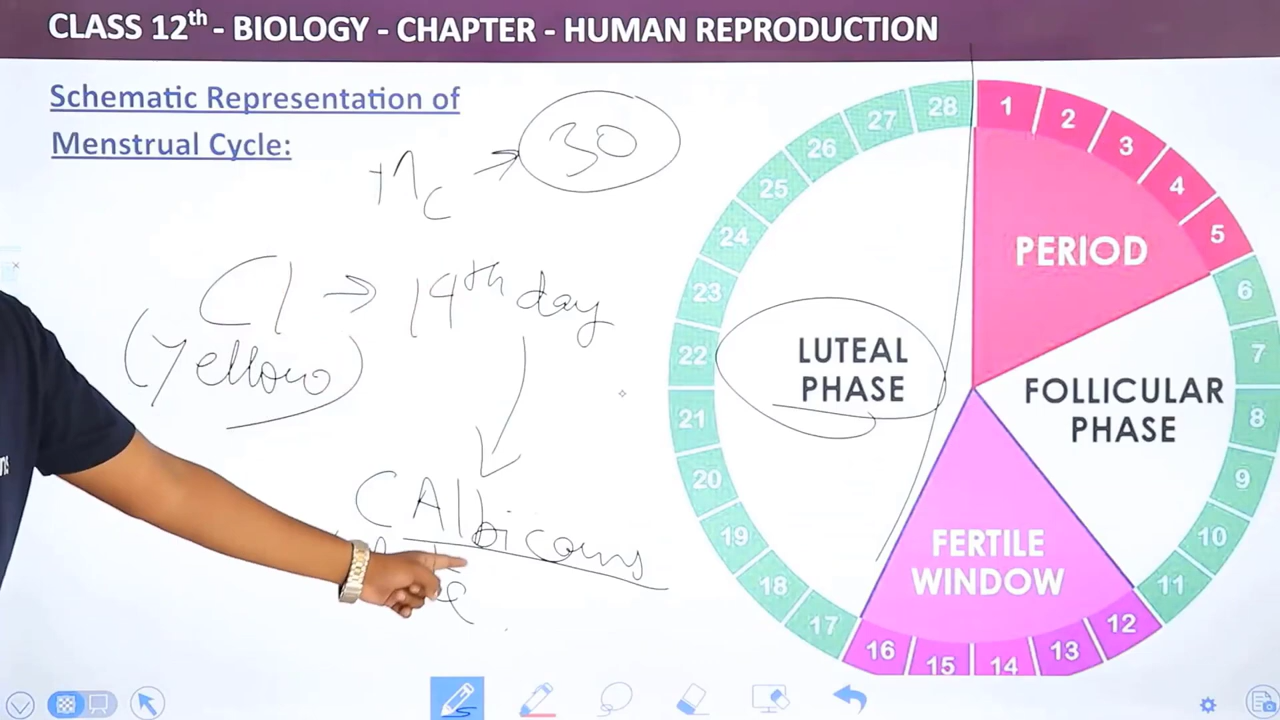 CLASS 12th - BIOLOGY - CHAPTER - HUMAN REPRODUCTION
Schematic Representation of
Menstrual Cycle:
30
Cl → 14th day
(Yellow)
C Albicans
1 2 3 4 5 6 7 8 9 10 11 12 13 14 15 16 17 18 19 20 21 22 23 24 25 26 27 28
PERIOD
FOLLICULAR
PHASE
FERTILE
WINDOW
LUTEAL
PHASE